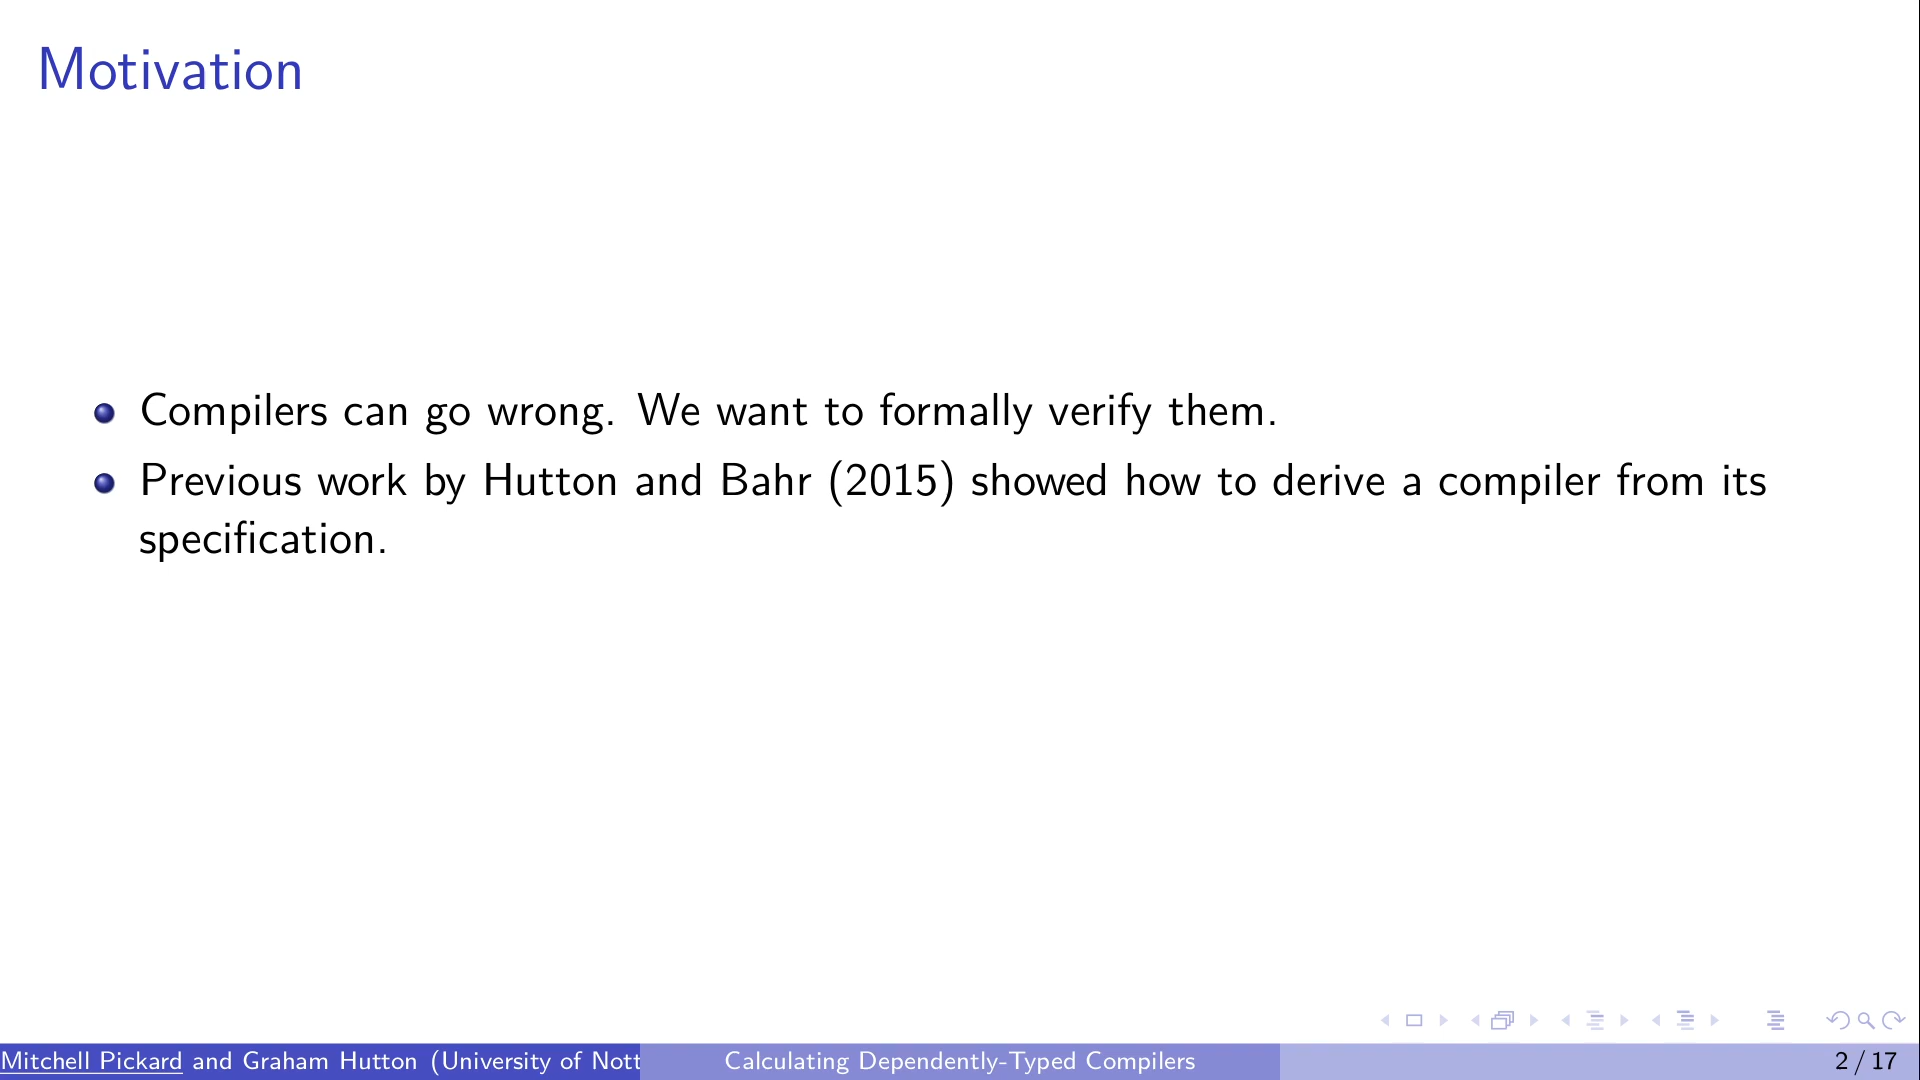 Motivation
Compilers can go wrong. We want to formally verify them.
Previous work by Hutton and Bahr (2015) showed how to derive a compiler from its
specification.
Mitchell Pickard and Graham Hutton (University of Nott
Calculating Dependently-Typed Compilers
2 / 17